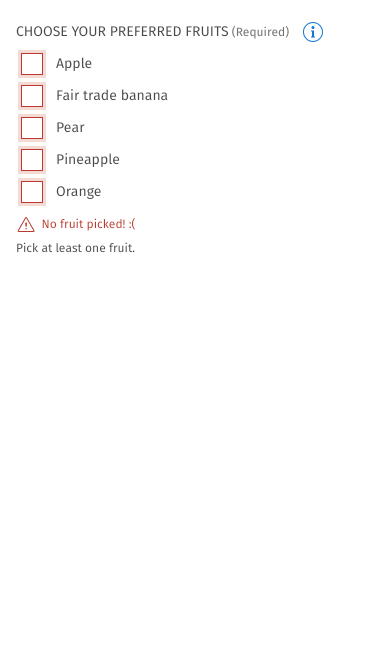 CHOOSE YOUR PREFERRED FRUITS (Required)
Apple
Fair trade banana
Pear
Pineapple
Orange
No fruit picked! :(
Pick at least one fruit.